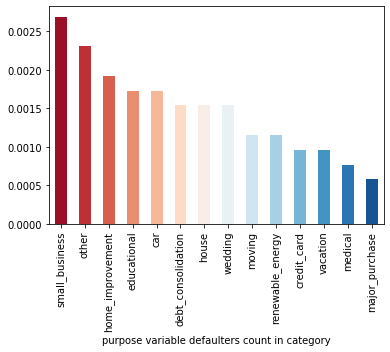 0.0025
0.0020
0.0015
0.0010
0.0005
0.0000
small_business
other
home_improvement
educational
car
debt_consolidation
house
wedding
moving
renewable_energy
credit_card
vacation
medical
major_purchase
purpose variable defaulters count in category